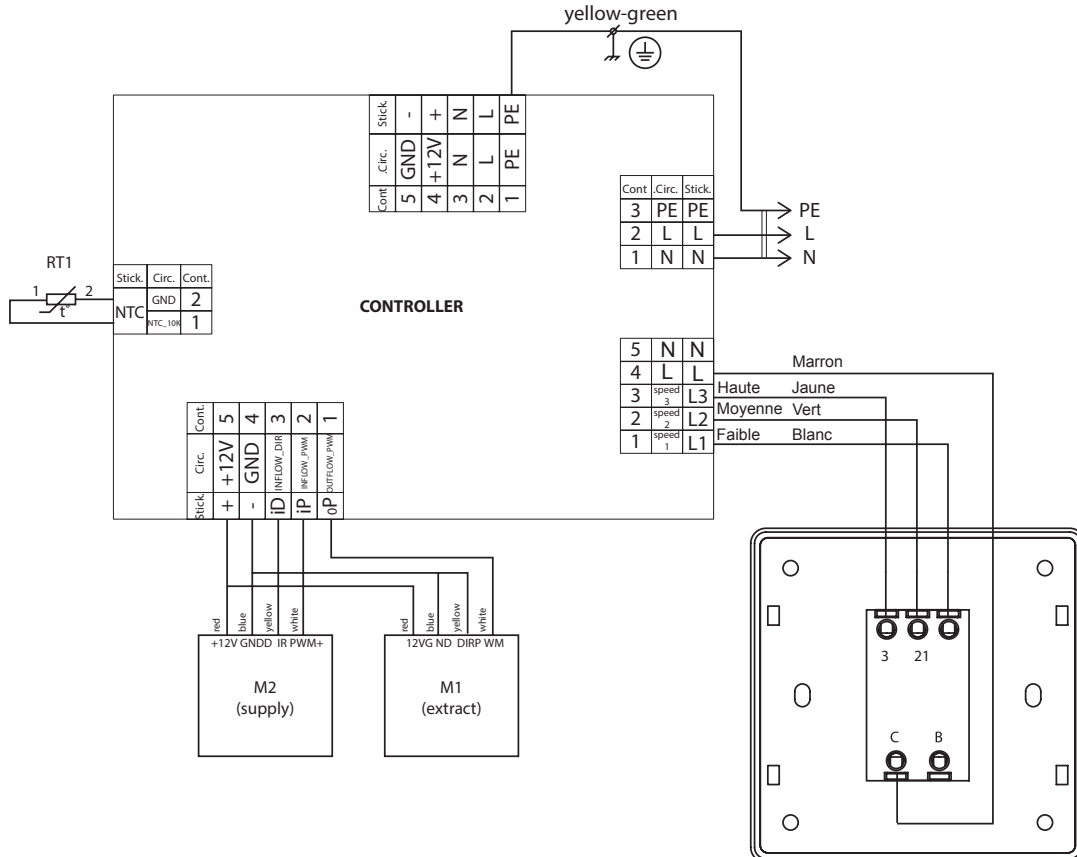 yellow-green
Stick. - + N L PE
.Circ. GND +12V N L PE
Cont 5 4 3 2 1
Cont .Circ. Stick.
3 PE PE
2 L L
1 N N
PE
L
N
RT1
1 2
t°
Stick. Circ. Cont.
NTC GND 2
NTC_10K 1
CONTROLLER
5 N N
4 L L
3 speed 3 L3
2 speed 2 L2
1 speed 1 L1
Marron
Haute Jaune
Moyenne Vert
Faible Blanc
Cont. 5 4 3 2 1
Circ. +12V GND INFLOW_DIR INFLOW_PWM OUTFLOW_PWM
Stick. + - iD iP oP
red blue yellow white
+12V GNDD IR PWM+
M2
(supply)
red blue yellow white
12VG ND DIRP WM
M1
(extract)
3 21
C B